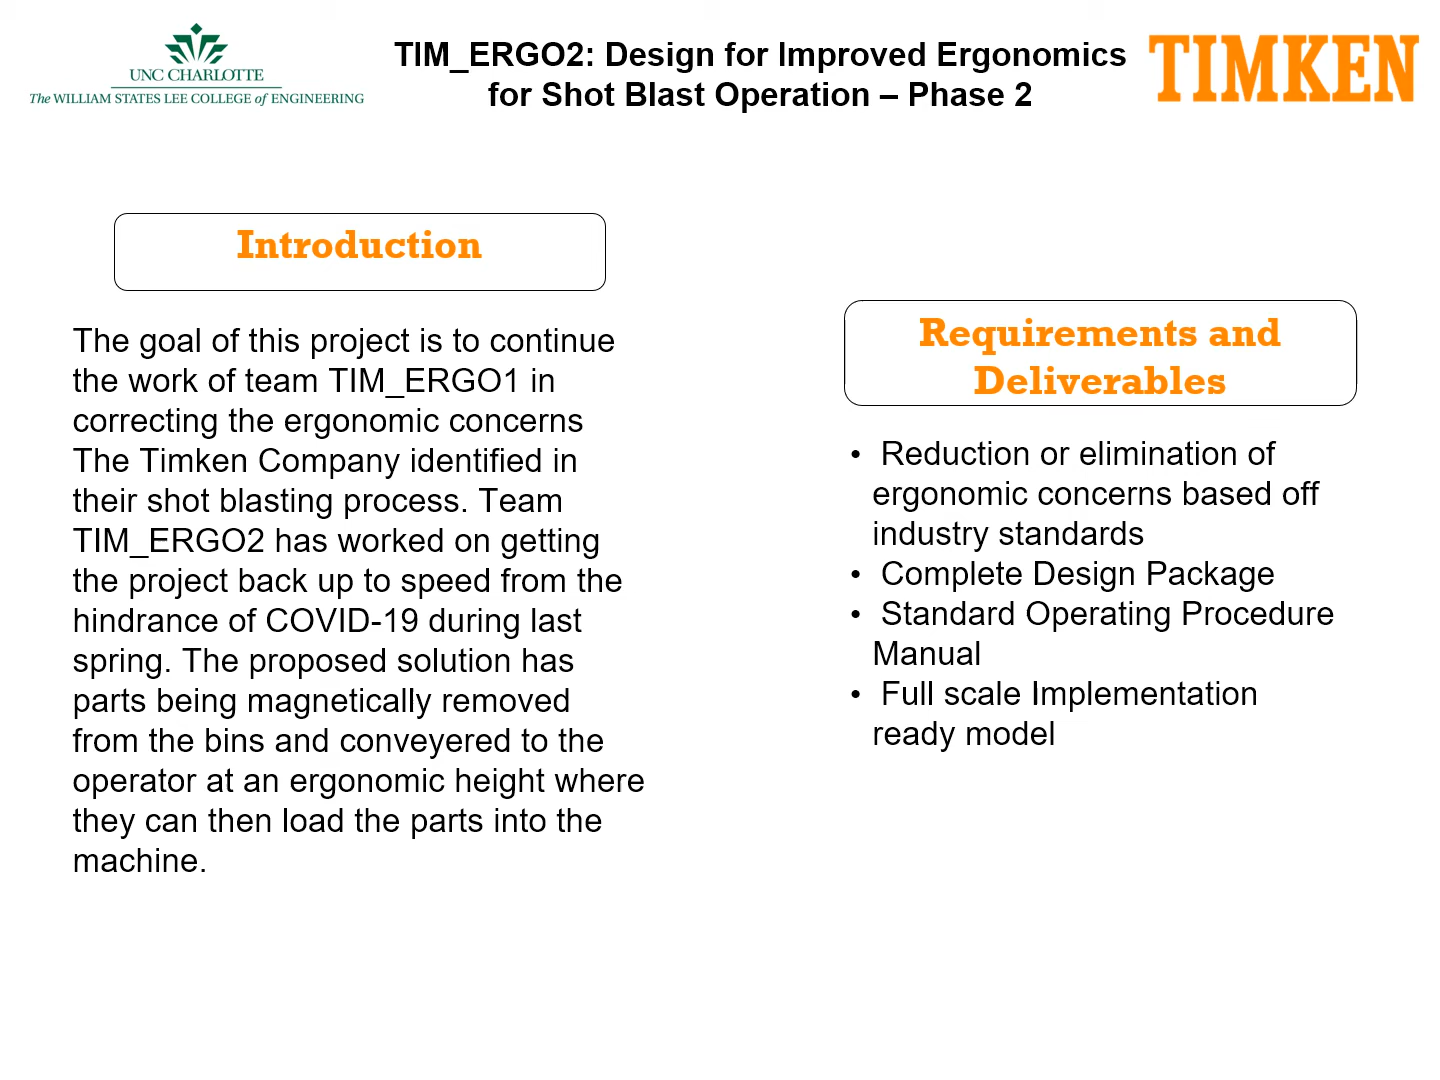 UNC CHARLOTTE
The WILLIAM STATES LEE COLLEGE of ENGINEERING
TIM_ERGO2: Design for Improved Ergonomics
for Shot Blast Operation – Phase 2
TIMKEN
Introduction
The goal of this project is to continue
the work of team TIM_ERGO1 in
correcting the ergonomic concerns
The Timken Company identified in
their shot blasting process. Team
TIM_ERGO2 has worked on getting
the project back up to speed from the
hindrance of COVID-19 during last
spring. The proposed solution has
parts being magnetically removed
from the bins and conveyered to the
operator at an ergonomic height where
they can then load the parts into the
machine.
Requirements and
Deliverables
• Reduction or elimination of
ergonomic concerns based off
industry standards
• Complete Design Package
• Standard Operating Procedure
Manual
• Full scale Implementation
ready model